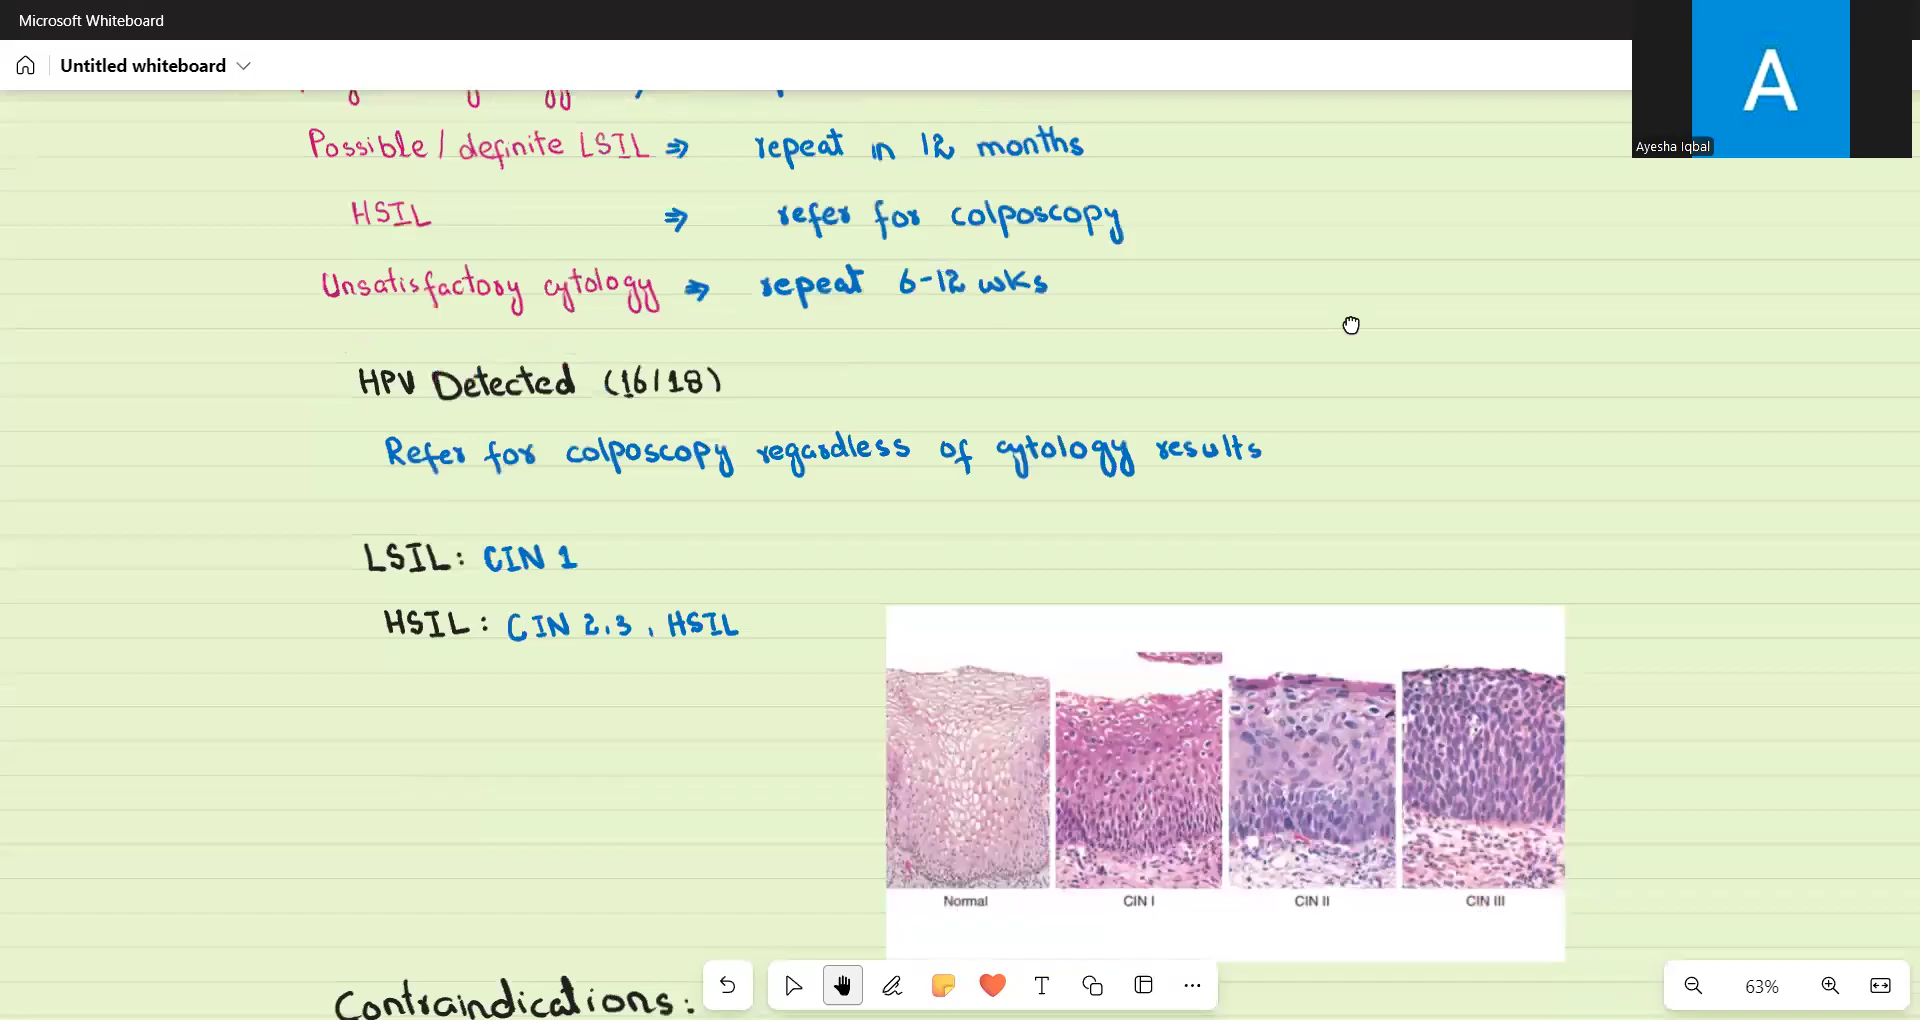 Microsoft Whiteboard
Untitled whiteboard
A
Ayesha Iqbal
Possible / definite LSIL ⇒ repeat in 12 months
HSIL ⇒ refer for colposcopy
Unsatisfactory cytology ⇒ repeat 6-12 wks
HPV Detected (16/18)
Refer for colposcopy regardless of cytology results
LSIL: CIN 1
HSIL: CIN 2,3, HSIL
Normal CIN I CIN II CIN III
Contraindications:
T
63%